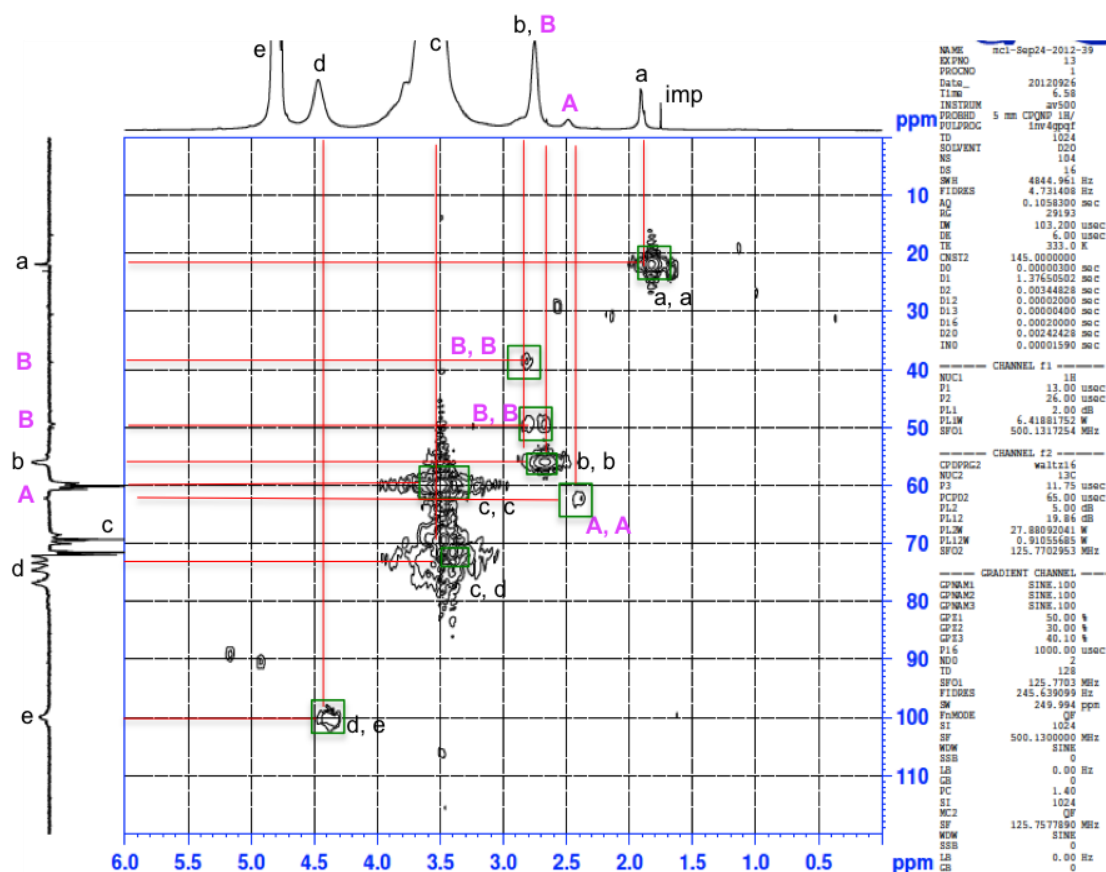 b, B
e
d
c
a
imp
A
ppm
10
20
30
40
50
60
70
80
90
100
110
a
B
B
b
A
c
d
e
a, a
B, B
B, B
b, b
c, c
A, A
c, d
d, e
6.0 5.5 5.0 4.5 4.0 3.5 3.0 2.5 2.0 1.5 1.0 0.5 ppm
NAME mc1-Sep24-2012-39
EXPNO 13
PROCNO 1
Date_ 20120926
Time 6.58
INSTRUM av500
PROBHD 5 mm CPQNP 1H/
PULPROG inv4gpqf
TD 1024
SOLVENT D2O
NS 104
DS 16
SWH 4844.961 Hz
FIDRES 4.731408 Hz
AQ 0.1058300 sec
RG 29193
DW 103.200 usec
DE 6.00 usec
TE 333.0 K
CNST2 145.0000000
D0 0.00000300 sec
D1 1.37650502 sec
D2 0.00344828 sec
D12 0.00002000 sec
D13 0.00000400 sec
D16 0.00020000 sec
D20 0.00242428 sec
IN0 0.00001590 sec
CHANNEL f1
NUC1 1H
P1 13.00 usec
P2 26.00 usec
PL1 2.00 dB
PL1W 6.41881752 W
SFO1 500.1317254 MHz
CHANNEL f2
CPDPRG2 waltz16
NUC2 13C
P3 11.75 usec
PCPD2 65.00 usec
PL2 5.00 dB
PL12 19.86 dB
PL2W 27.88092041 W
PL12W 0.91055685 W
SFO2 125.7702953 MHz
GRADIENT CHANNEL
GPNAM1 SINE.100
GPNAM2 SINE.100
GPNAM3 SINE.100
GPZ1 50.00 %
GPZ2 30.00 %
GPZ3 40.10 %
P16 1000.00 usec
ND0 2
TD 128
SFO1 125.7703 MHz
FIDRES 245.639099 Hz
SW 249.994 ppm
FnMODE QF
SI 1024
SF 500.1300000 MHz
WDW SINE
SSB 0
LB 0.00 Hz
GB 0
PC 1.40
SI 1024
MC2 QF
SF 125.7577890 MHz
WDW SINE
SSB 0
LB 0.00 Hz
GB 0